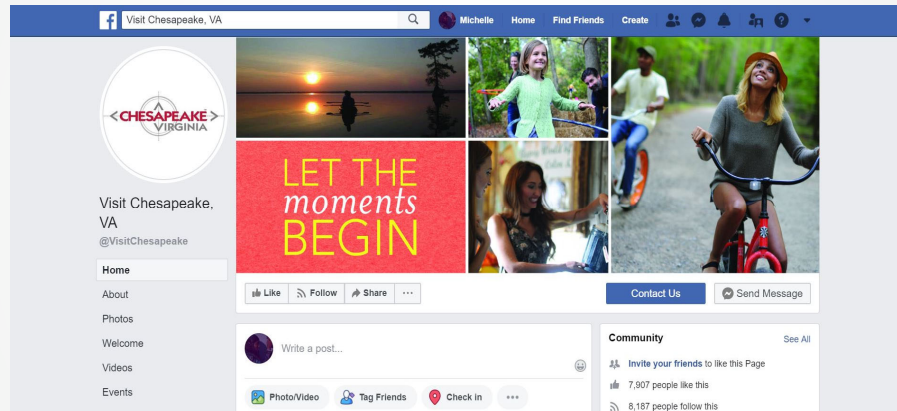 Visit Chesapeake, VA
Michelle Home Find Friends Create
<CHESAPEAKE>
VIRGINIA
LET THE
moments
BEGIN
Visit Chesapeake,
VA
@VisitChesapeake
Home
About
Photos
Welcome
Videos
Events
Like Follow Share ...
Contact Us Send Message
Write a post...
Photo/Video Tag Friends Check in ...
Community See All
Invite your friends to like this Page
7,907 people like this
8,187 people follow this